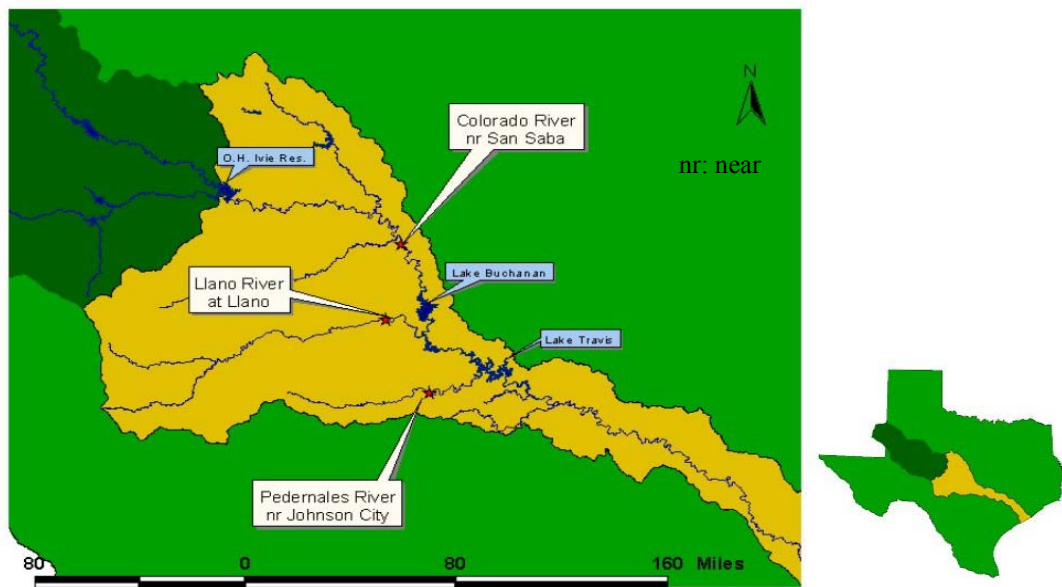 N
Colorado River
nr San Saba
nr: near
O.H. Ivie Res.
Lake Buchanan
Llano River
at Llano
Lake Travis
Pedernales River
nr Johnson City
80 0 80 160 Miles